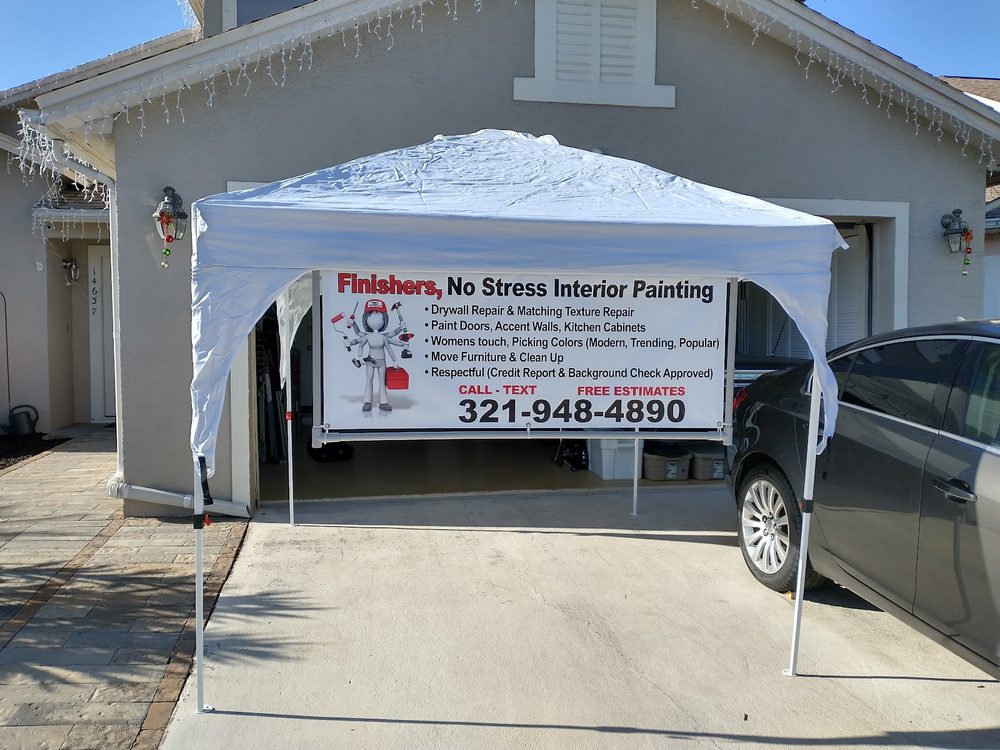 Finishers, No Stress Interior Painting
• Drywall Repair & Matching Texture Repair
• Paint Doors, Accent Walls, Kitchen Cabinets
• Womens touch, Picking Colors (Modern, Trending, Popular)
• Move Furniture & Clean Up
• Respectful (Credit Report & Background Check Approved)
CALL - TEXT FREE ESTIMATES
321-948-4890
14637